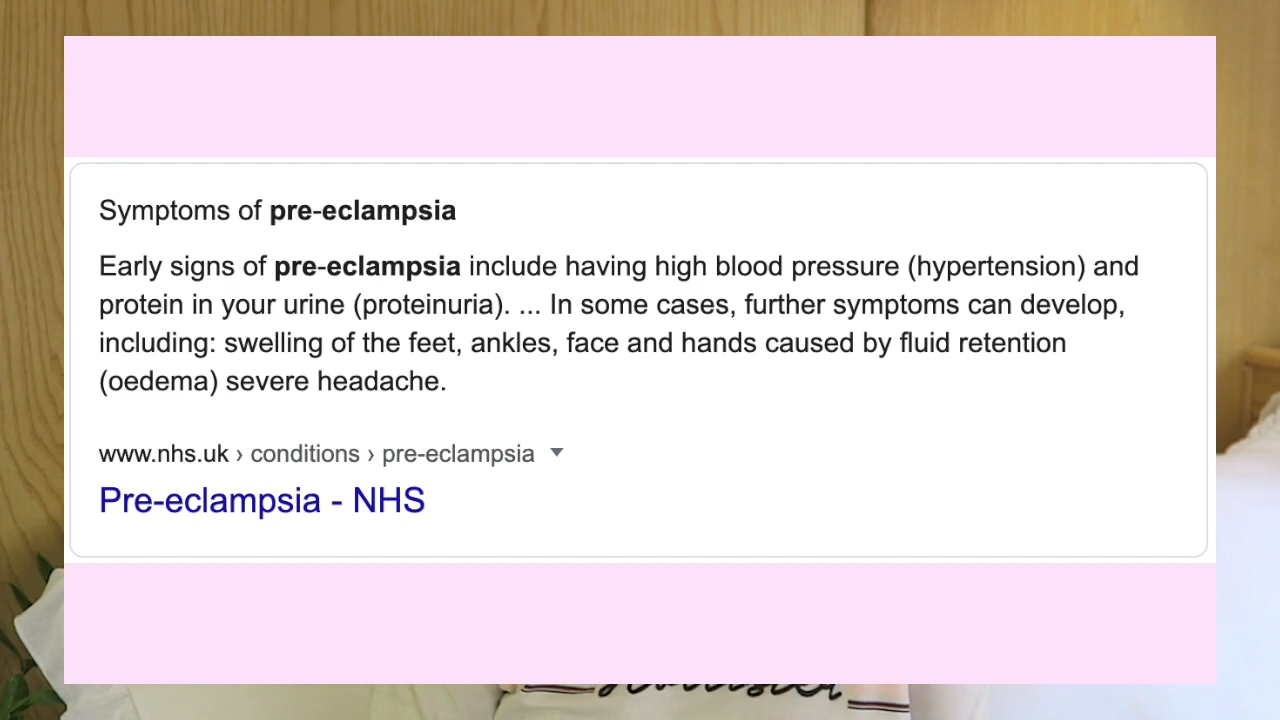 Symptoms of pre-eclampsia
Early signs of pre-eclampsia include having high blood pressure (hypertension) and
protein in your urine (proteinuria). ... In some cases, further symptoms can develop,
including: swelling of the feet, ankles, face and hands caused by fluid retention
(oedema) severe headache.
www.nhs.uk › conditions › pre-eclampsia
Pre-eclampsia - NHS